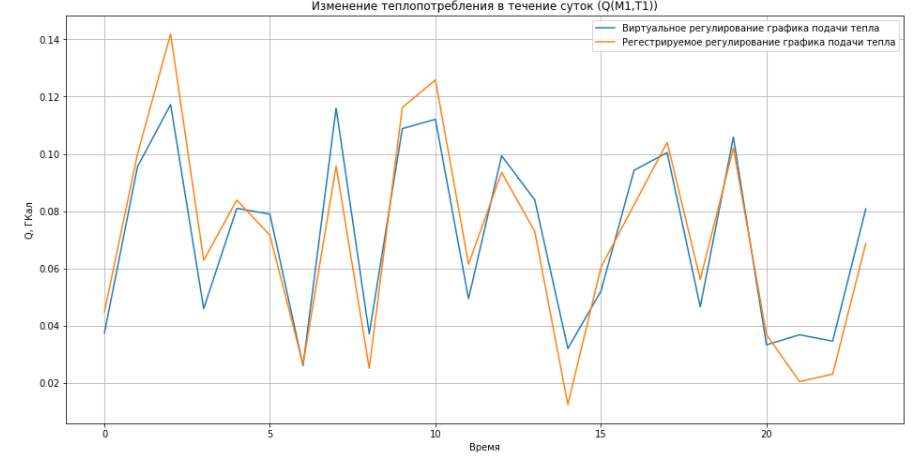 Изменение теплопотребления в течение суток (Q(M1,T1))
Виртуальное регулирование графика подачи тепла
Регестрируемое регулирование графика подачи тепла
0.14
0.12
0.10
0.08
0.06
0.04
0.02
Q, ГКал
0 5 10 15 20
Время